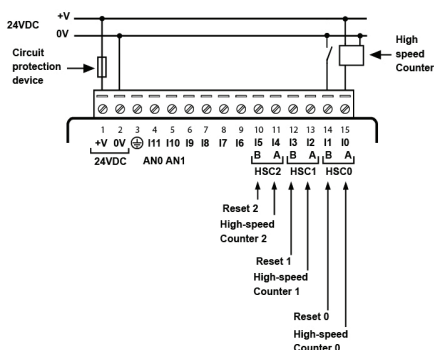 +V
24VDC
0V
Circuit
protection
device
High
speed
Counter
1 2 3 4 5 6 7 8 9 10 11 12 13 14 15
+V 0V I11 I10 I9 I8 I7 I6 I5 I4 I3 I2 I1 I0
B A B A B A
24VDC AN0 AN1 HSC2 HSC1 HSC0
Reset 2
High-speed
Counter 2
Reset 1
High-speed
Counter 1
Reset 0
High-speed
Counter 0